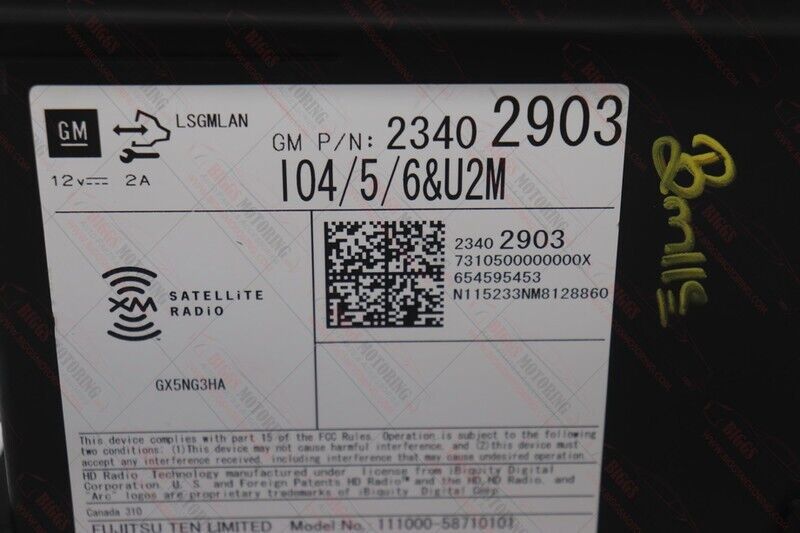 GM LSGMLAN
12V 2A
GM P/N: 2340 2903
I04/5/6&U2M
XM SATELLITE
RADIO
GX5NG3HA
2340 2903
7310500000000X
654595453
N115233NM8128860
This device complies with part 15 of the FCC Rules. Operation is subject to the following
two conditions: (1)This device may not cause harmful interference, and (2)this device must
accept any interference received, including interference that may cause undesired operation.
HD Radio Technology manufactured under license from iBiquity Digital
Corporation. U.S. and Foreign Patents HD Radio™ and the HD, HD Radio, and
"Arc" logos are proprietary trademarks of iBiquity Digital Corp.
Canada 310
FUJITSU TEN LIMITED Model No. 111000-58710101
BIGGS
MOTORING
WWW.BIGGSMOTORING.COM